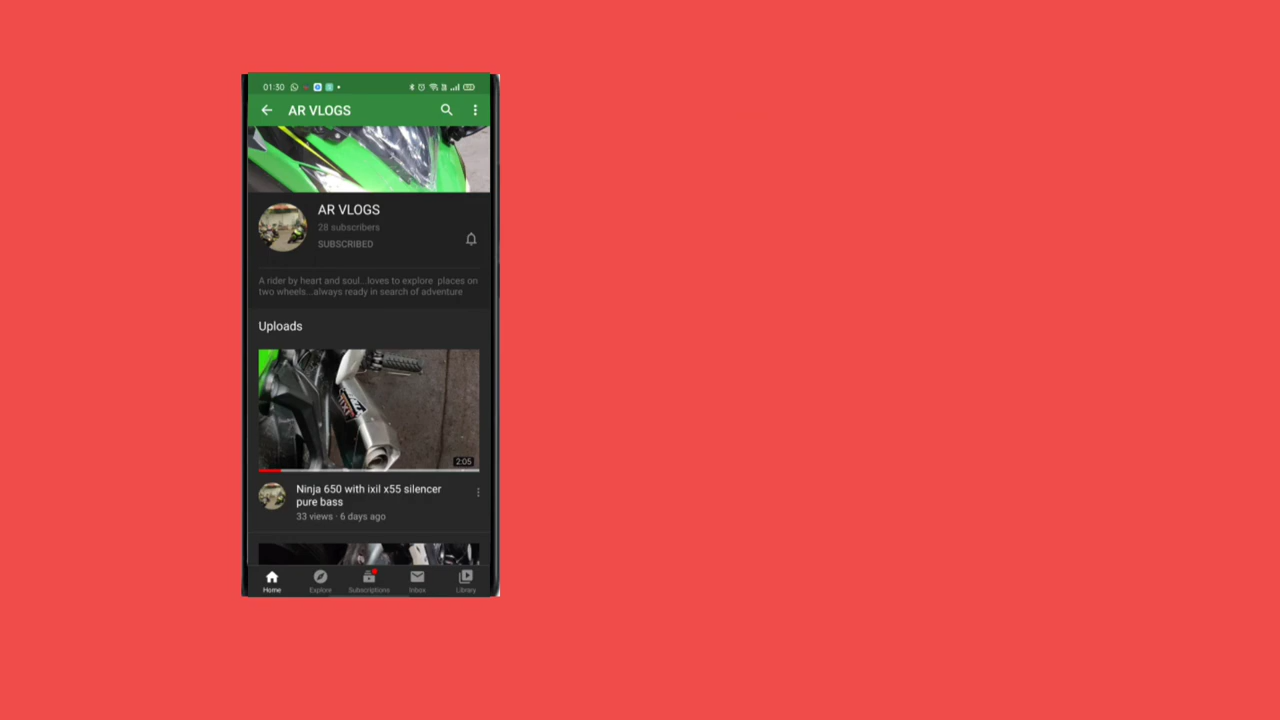 01:30
AR VLOGS
AR VLOGS
28 subscribers
SUBSCRIBED
A rider by heart and soul...loves to explore places on
two wheels...always ready in search of adventure
Uploads
IXIL
2:05
Ninja 650 with ixil x55 silencer
pure bass
33 views · 6 days ago
Home Explore Subscriptions Inbox Library